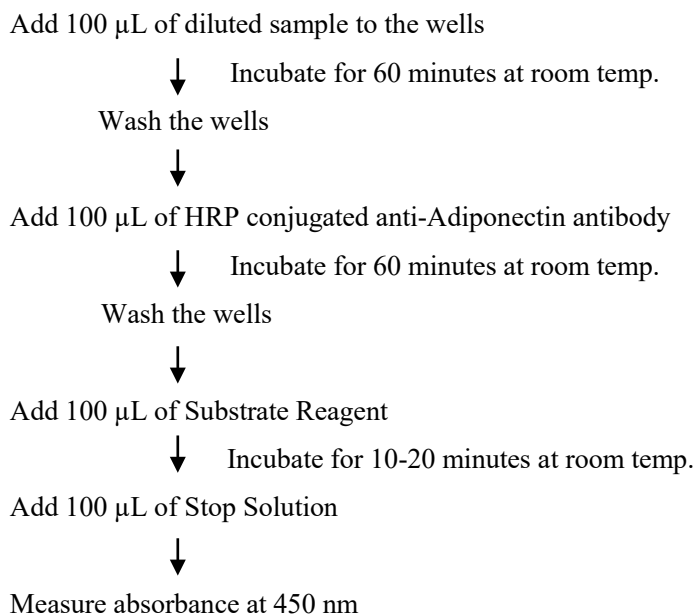 Add 100 µL of diluted sample to the wells
Incubate for 60 minutes at room temp.
Wash the wells
Add 100 µL of HRP conjugated anti-Adiponectin antibody
Incubate for 60 minutes at room temp.
Wash the wells
Add 100 µL of Substrate Reagent
Incubate for 10-20 minutes at room temp.
Add 100 µL of Stop Solution
Measure absorbance at 450 nm